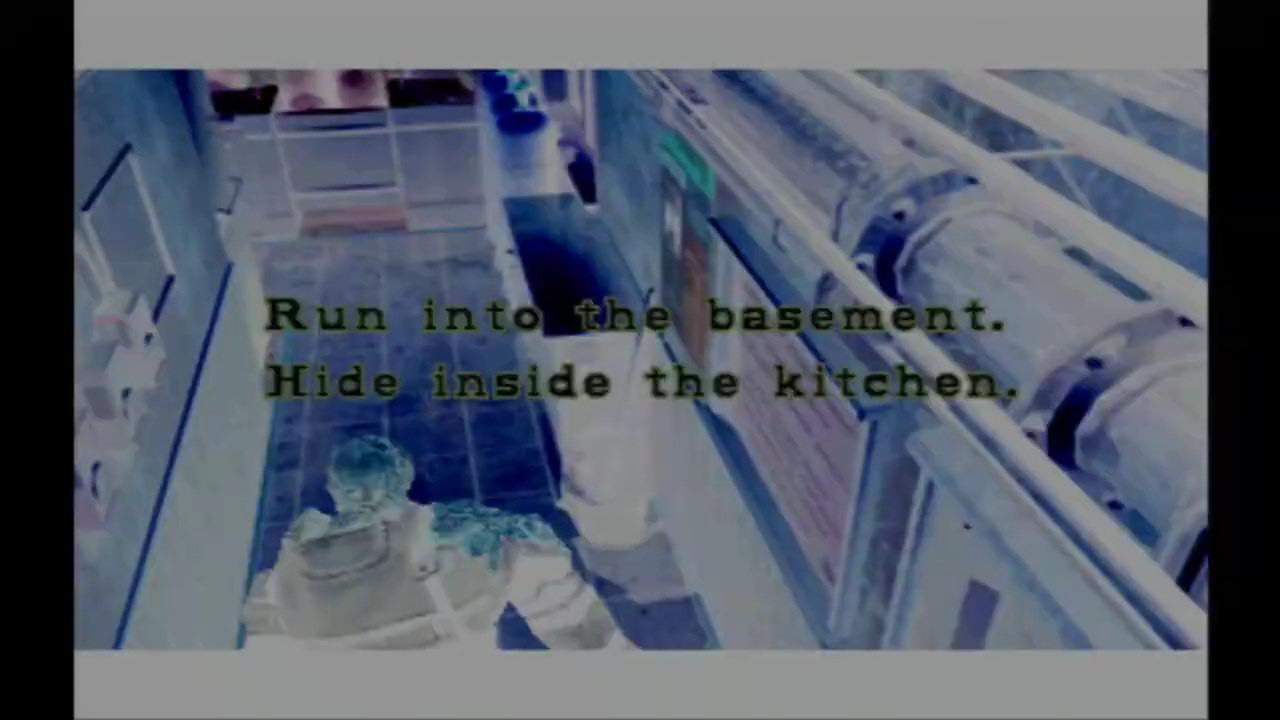 Run into the basement.
Hide inside the kitchen.